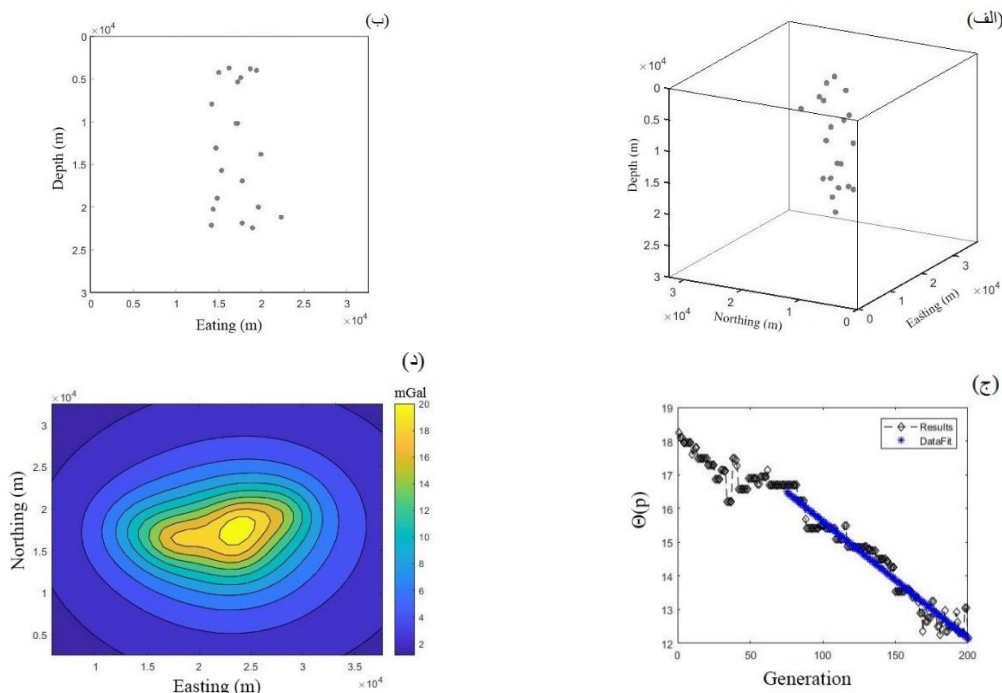 (الف)
×10⁴
0
0.5
1
1.5
2
2.5
3
Depth (m)
3
2
1
0
×10⁴
Northing (m)
0
1
2
3
×10⁴
Easting (m)
(ب)
×10⁴
0
0.5
1
1.5
2
2.5
3
Depth (m)
0 0.5 1 1.5 2 2.5 3
×10⁴
Eating (m)
(ج)
19
18
17
16
15
14
13
12
Θ(p)
Results
DataFit
0 50 100 150 200
Generation
(د)
×10⁴
3
2.5
2
1.5
1
0.5
Northing (m)
1 1.5 2 2.5 3 3.5
×10⁴
Easting (m)
mGal
20
18
16
14
12
10
8
6
4
2